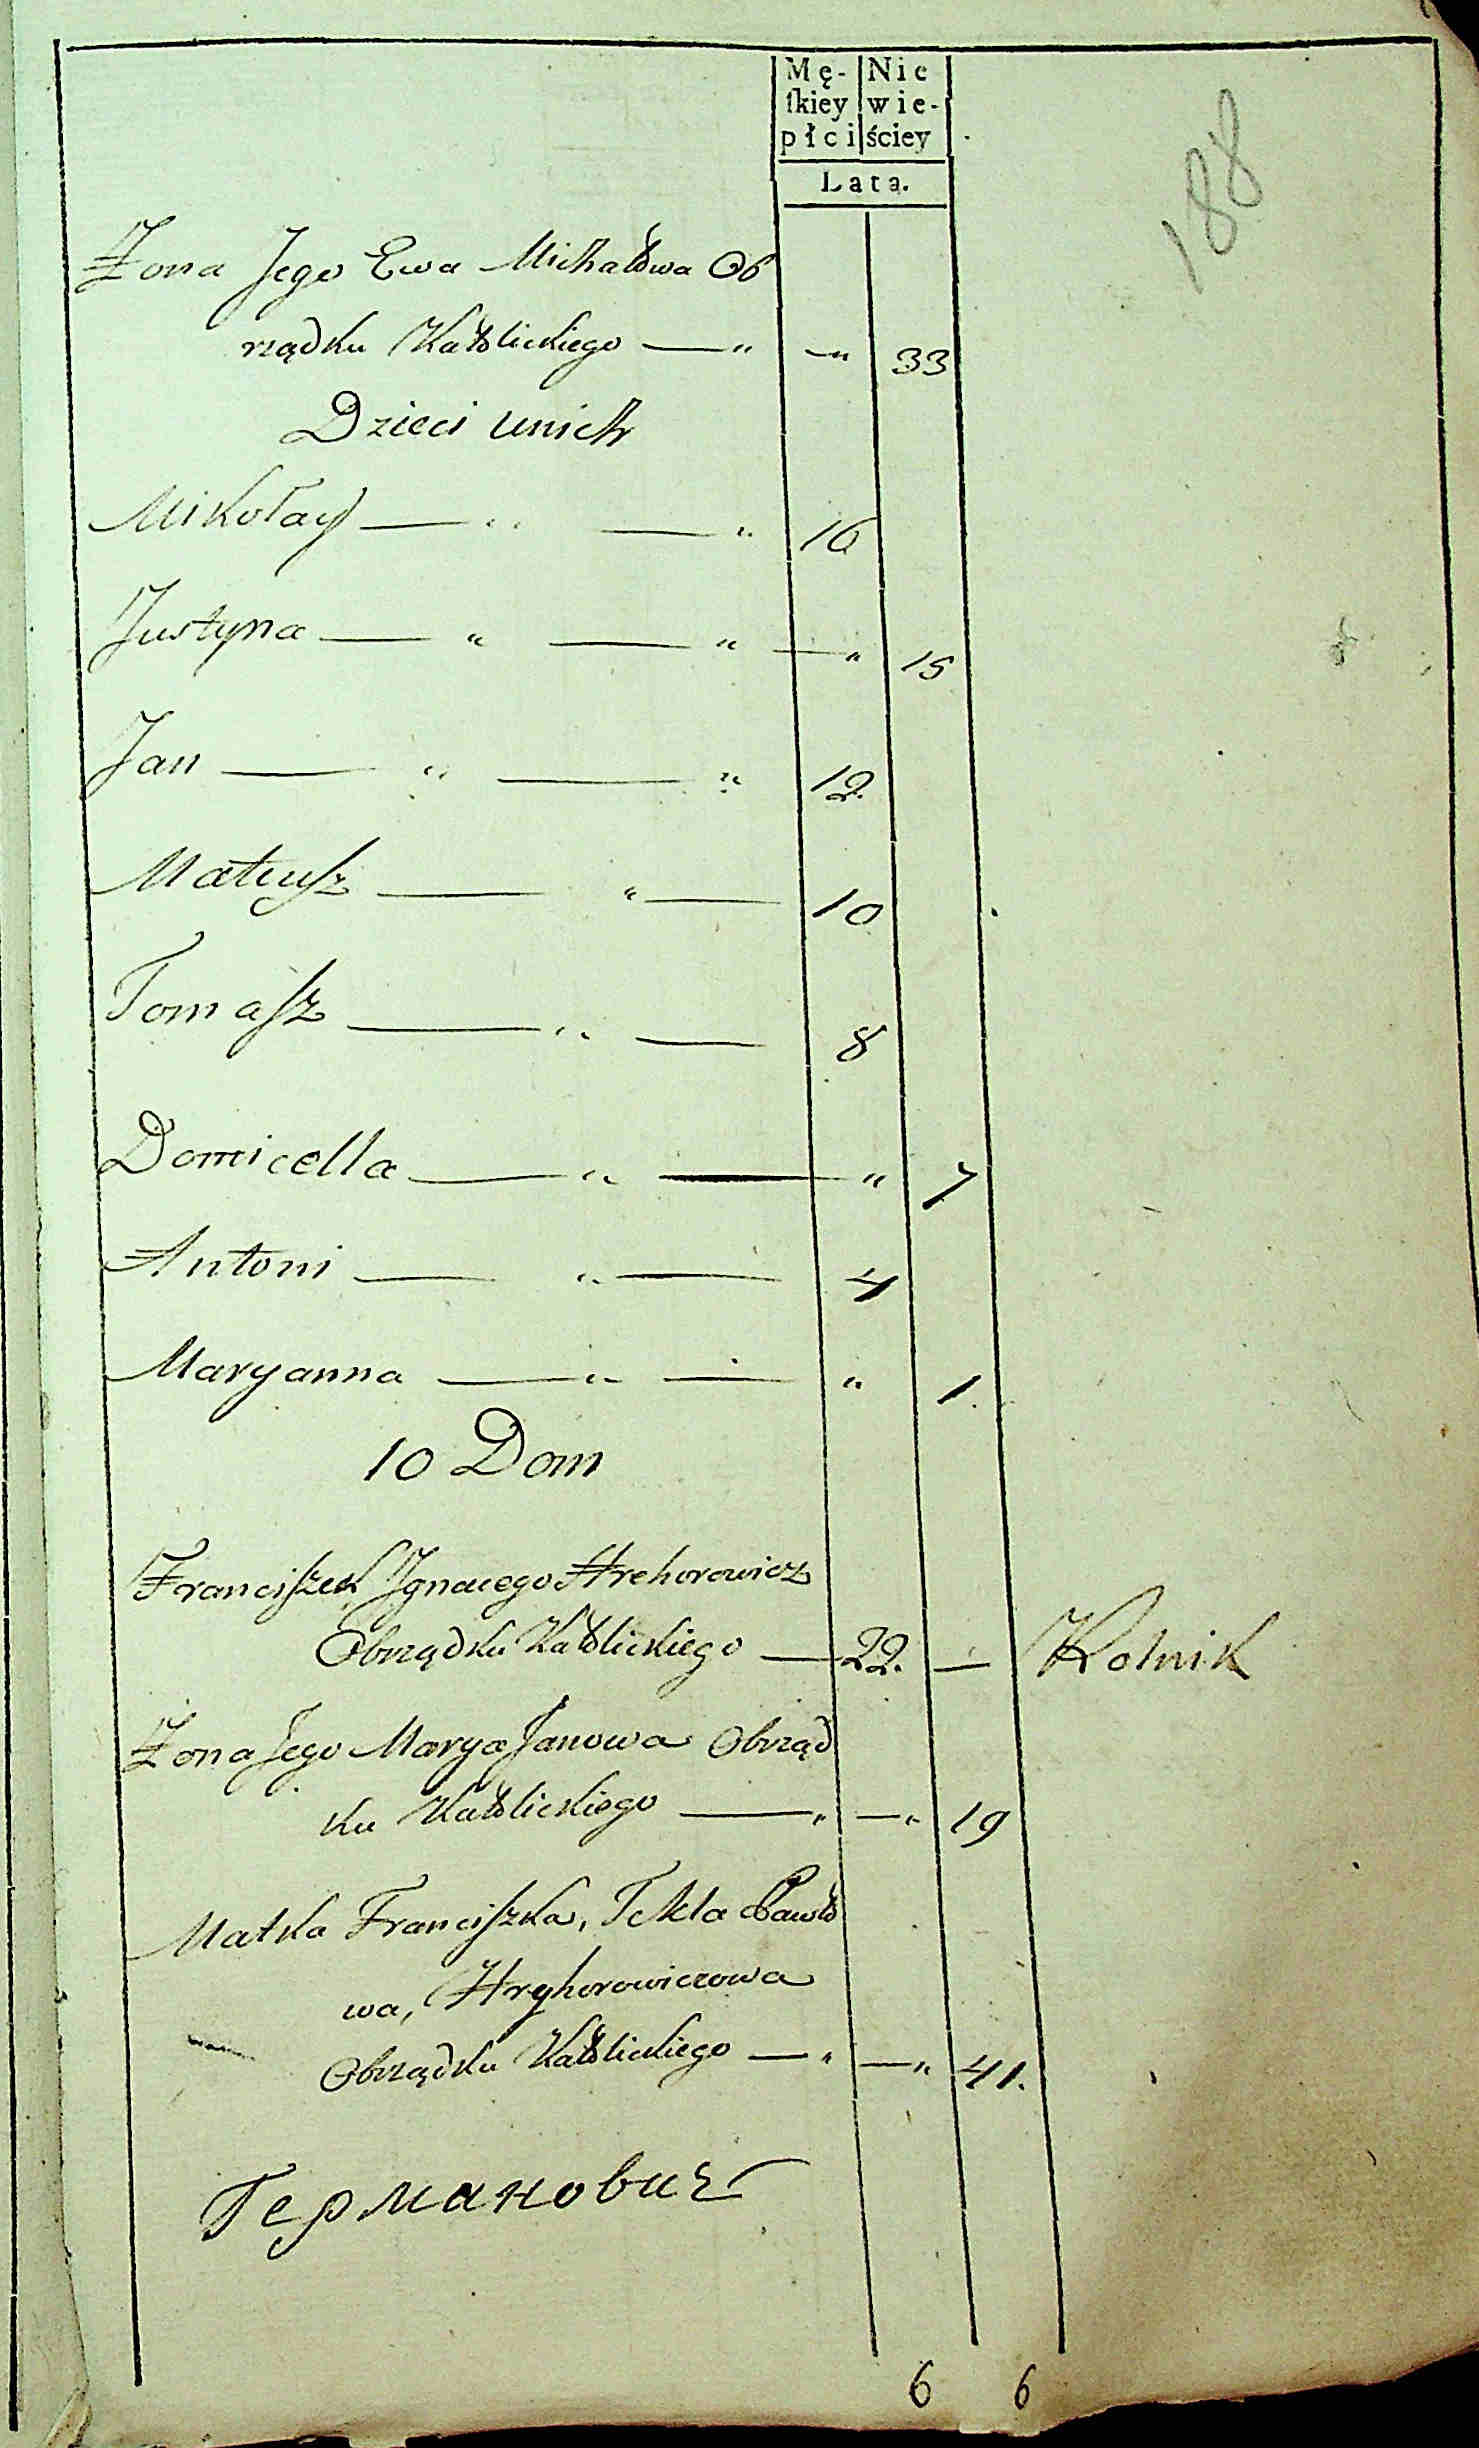 Mę- Nie
skiey wie-
płci ściey
Lata.
188
Żona Jego Ewa Michałowa Ob
rządku Katolickiego — " — " 33
Dzieci unich
Mikołay — " — " 16
Justyna — " — " — " 15
Jan — " — " 12.
Mateusz — " — 10
Tomasz — " — 8
Domicella — " — " 7
Antoni — " — 4
Maryanna — " — " 1.
10 Dom
Franciszek Ignacego Hrehorowicz
Obrządku Katolickiego — 22. — Rolnik
Żona Jego Marya Janowa Obrząd
ku Katolickiego — " — " 19
Matka Franciszka, Tekla Pawło
wa, Hryhorowiczowa
Obrządku Katolickiego — " — " 41.
Германович
6 6